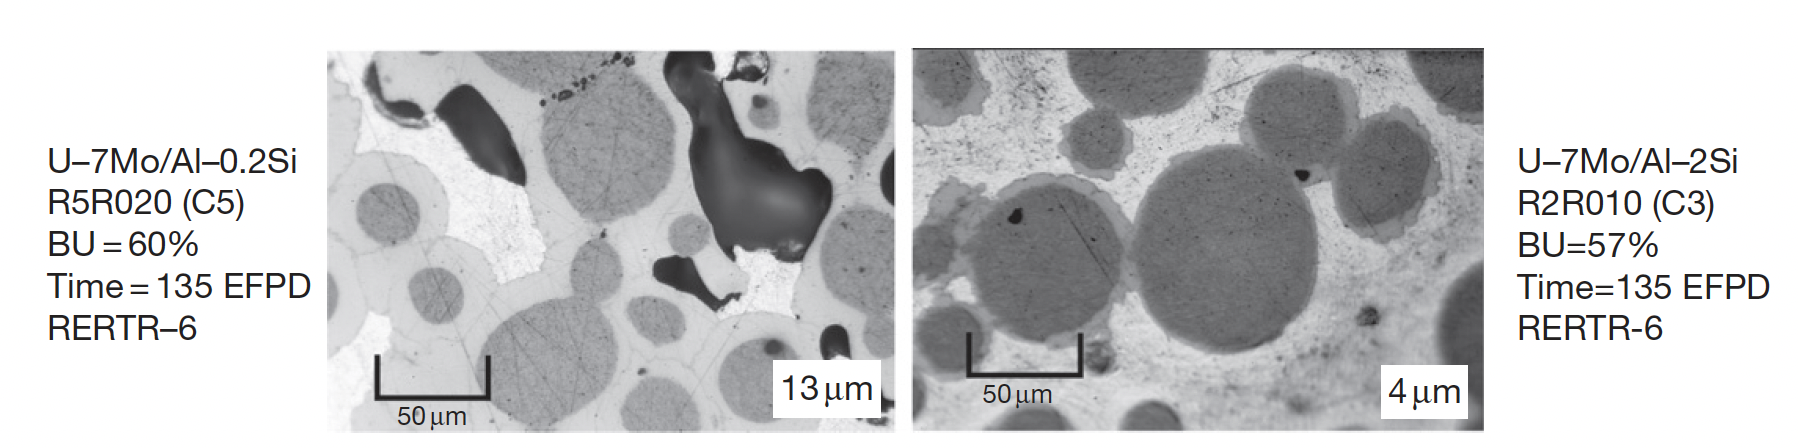 U–7Mo/Al–0.2Si
R5R020 (C5)
BU = 60%
Time = 135 EFPD
RERTR–6
50 μm
13 μm
50 μm
4 μm
U–7Mo/Al–2Si
R2R010 (C3)
BU=57%
Time=135 EFPD
RERTR-6